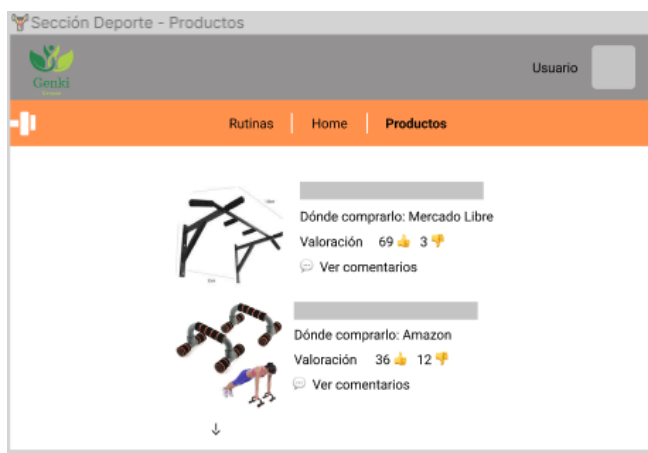 Sección Deporte - Productos
Genki
Usuario
Rutinas Home Productos
Dónde comprarlo: Mercado Libre
Valoración 69 👍 3 👎
Ver comentarios
Dónde comprarlo: Amazon
Valoración 36 👍 12 👎
Ver comentarios